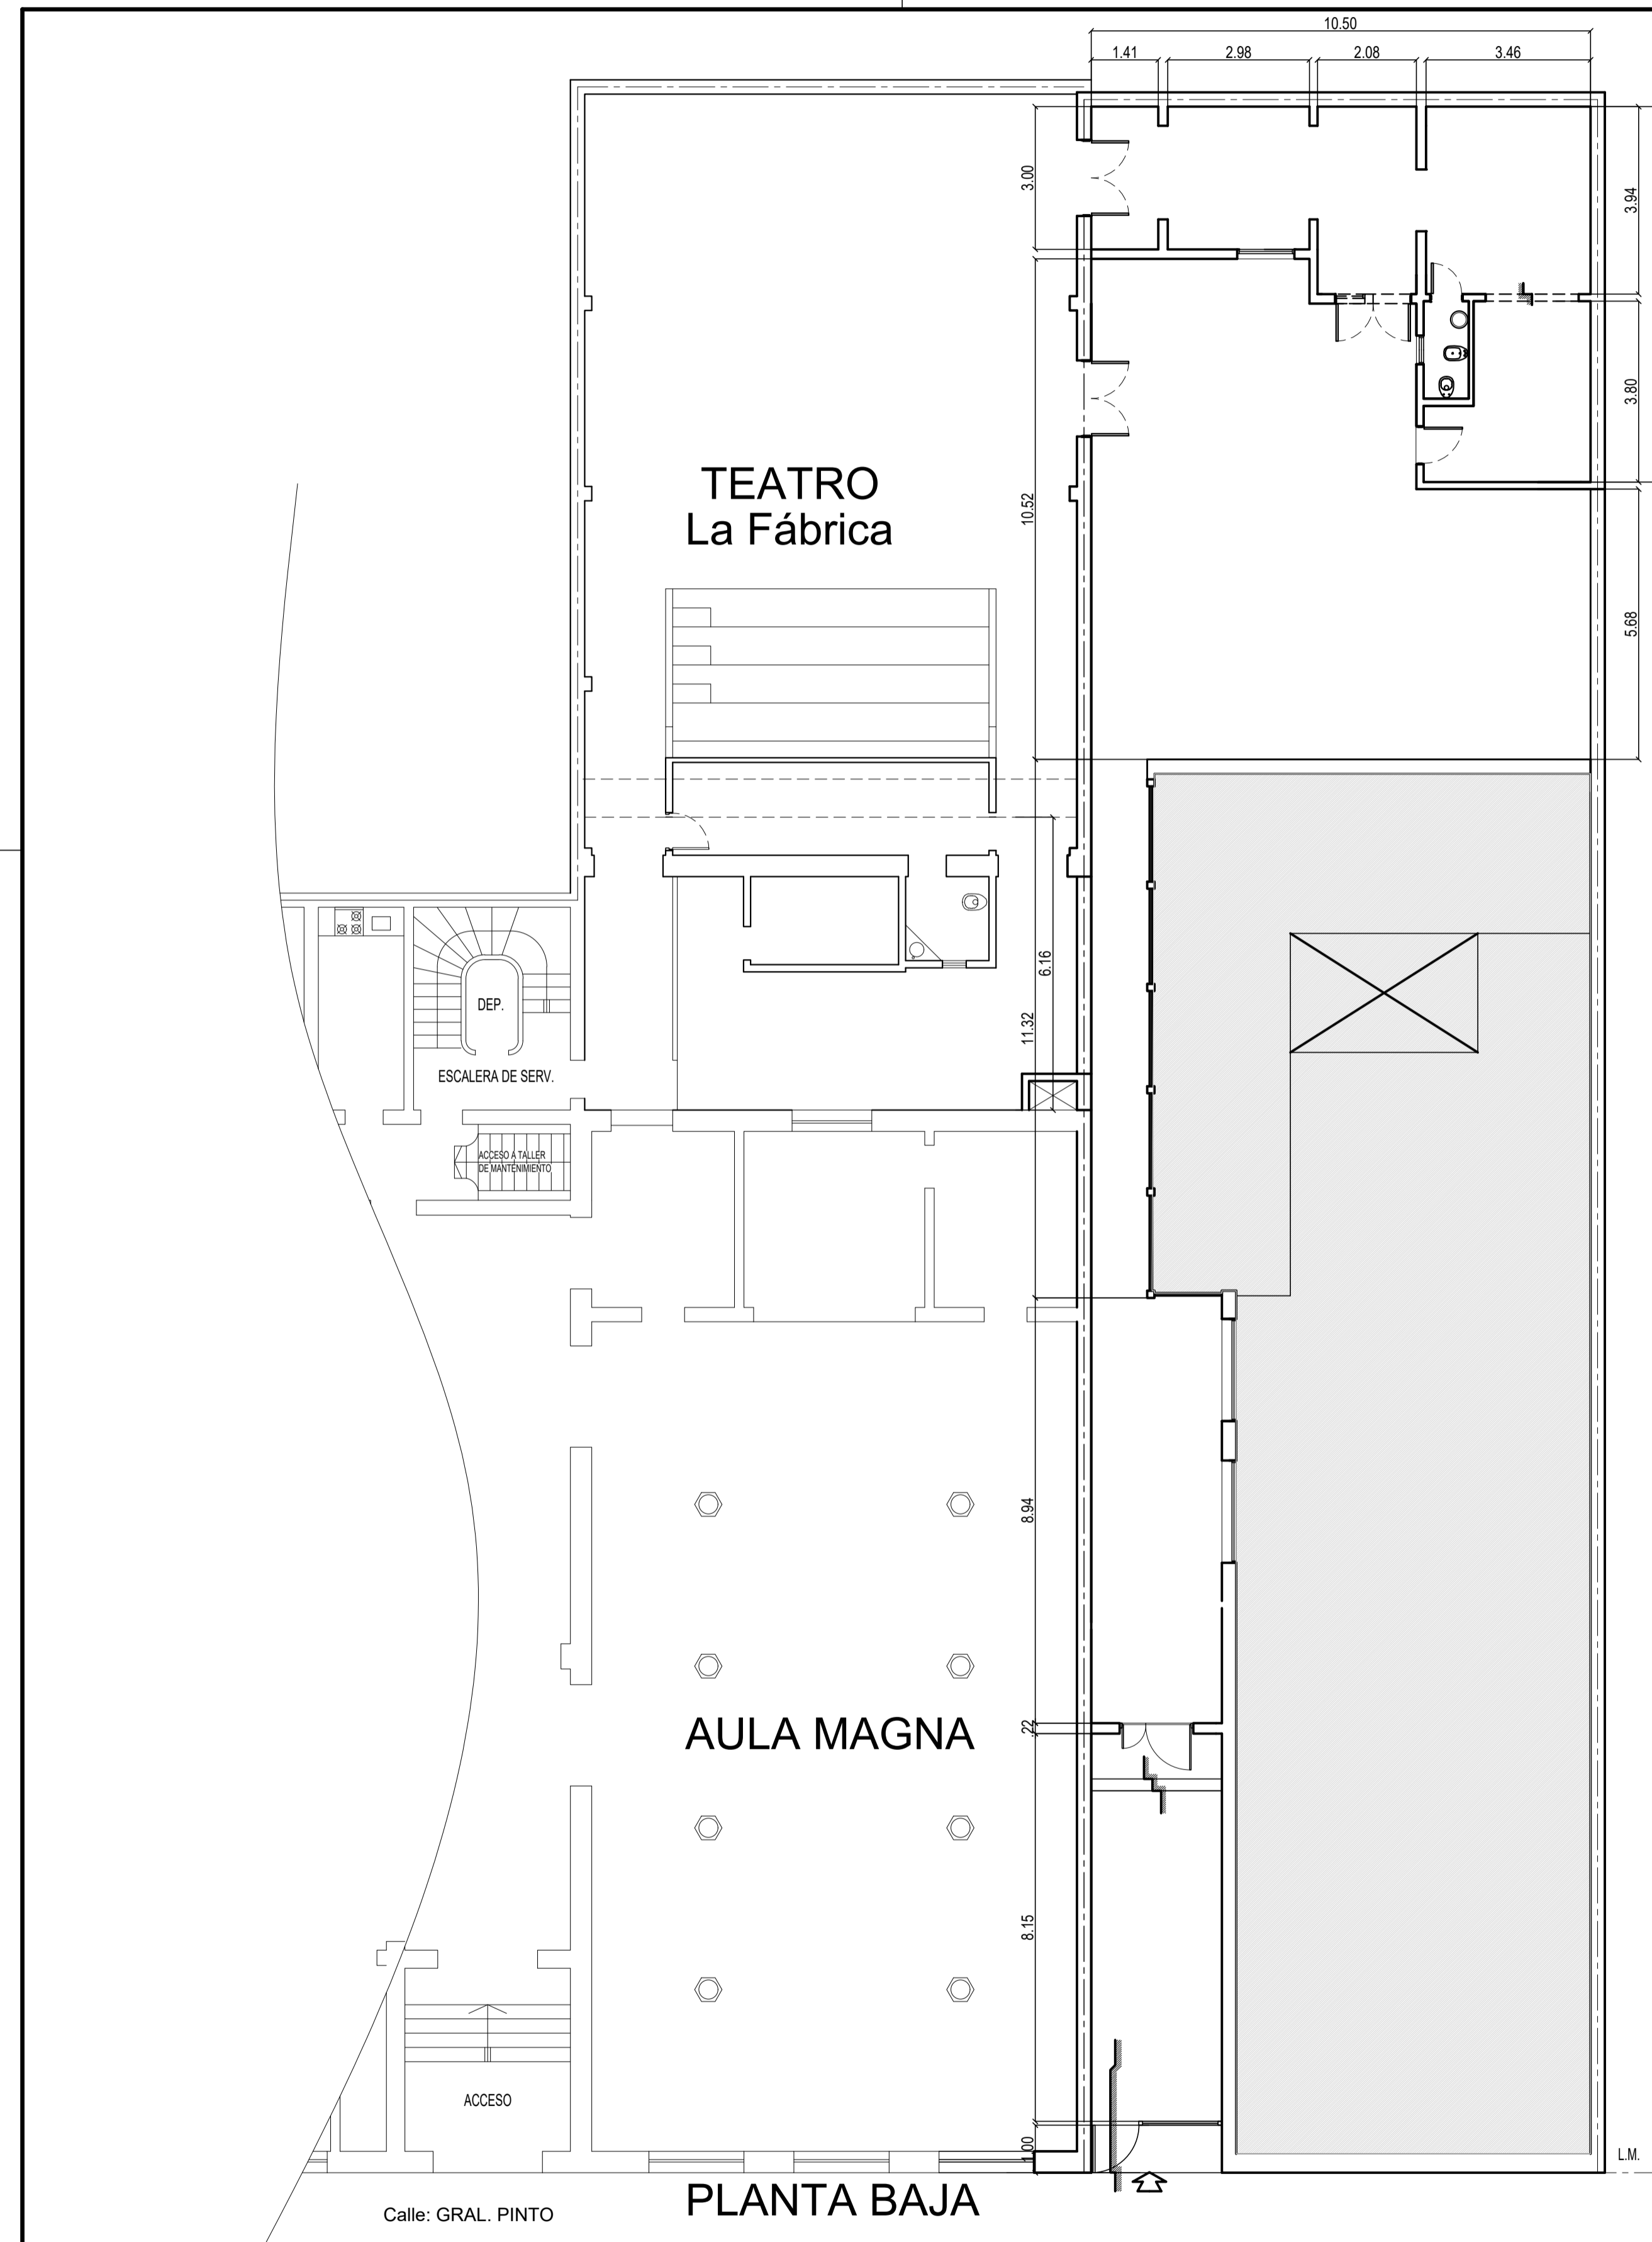 10.50
1.41
2.98
2.08
3.46
3.00
3.94
3.80
TEATRO
La Fábrica
10.52
5.68
6.16
DEP.
11.32
ESCALERA DE SERV.
ACCESO A TALLER
DE MANTENIMIENTO
8.94
.22
AULA MAGNA
8.15
ACCESO
1.00
L.M.
PLANTA BAJA
Calle: GRAL. PINTO